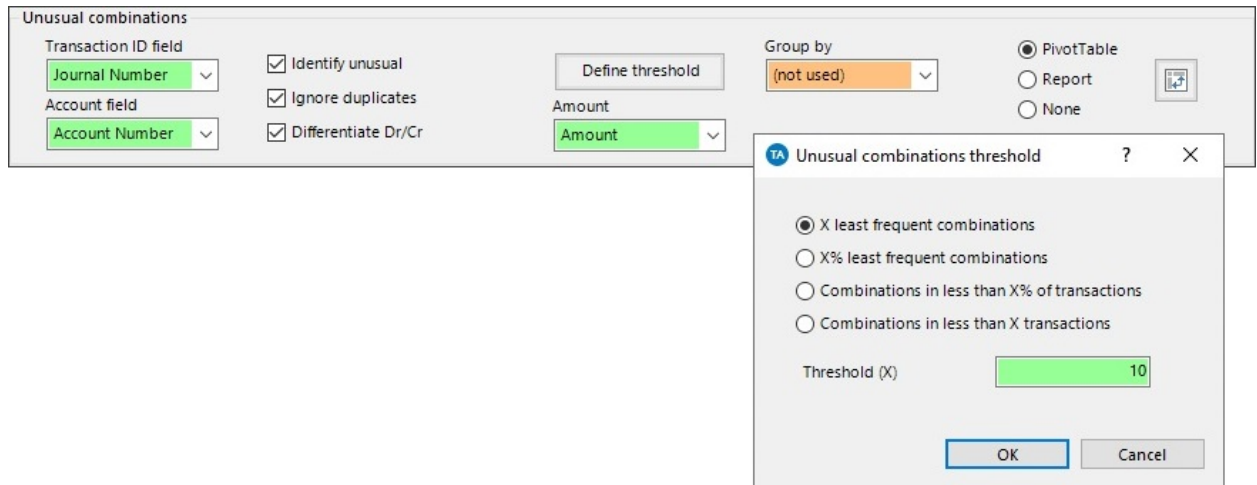 Unusual combinations
Transaction ID field
Journal Number
Account field
Account Number
Identify unusual
Ignore duplicates
Differentiate Dr/Cr
Define threshold
Amount
Amount
Group by
(not used)
PivotTable
Report
None
TA Unusual combinations threshold ?
X least frequent combinations
X% least frequent combinations
Combinations in less than X% of transactions
Combinations in less than X transactions
Threshold (X) 10
OK Cancel